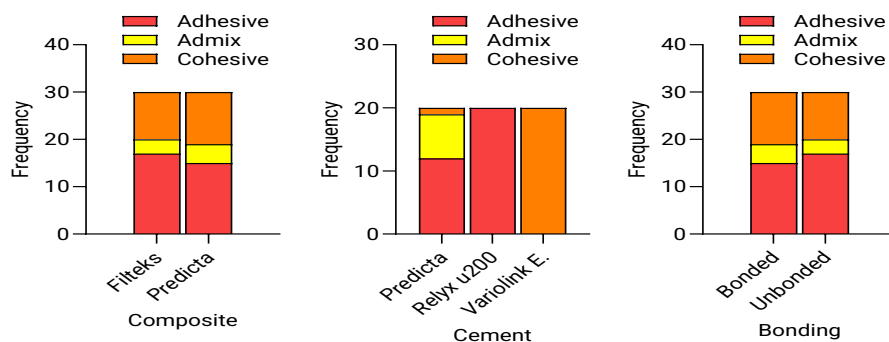 Adhesive
Admix
Cohesive
Frequency
40
30
20
10
0
Filteks
Predicta
Composite
Adhesive
Admix
Cohesive
Frequency
30
20
10
0
Predicta
Relyx u200
Variolink E.
Cement
Adhesive
Admix
Cohesive
Frequency
40
30
20
10
0
Bonded
Unbonded
Bonding